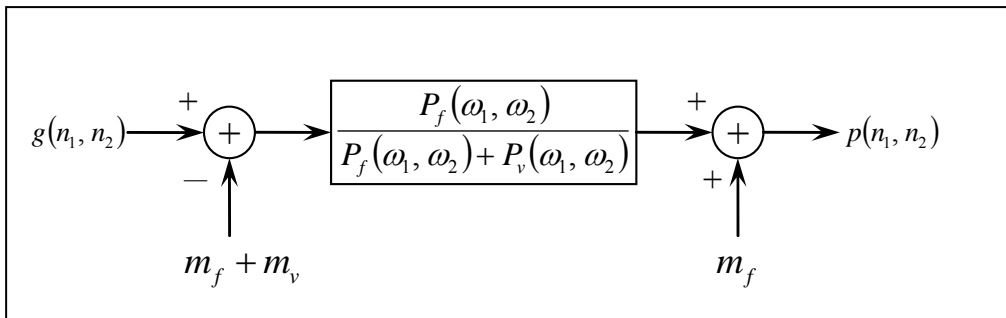 P_f(ω₁, ω₂)
+ +
g(n₁, n₂) + + p(n₁, n₂)
P_f(ω₁, ω₂) + P_v(ω₁, ω₂)
− +
m_f + m_v m_f